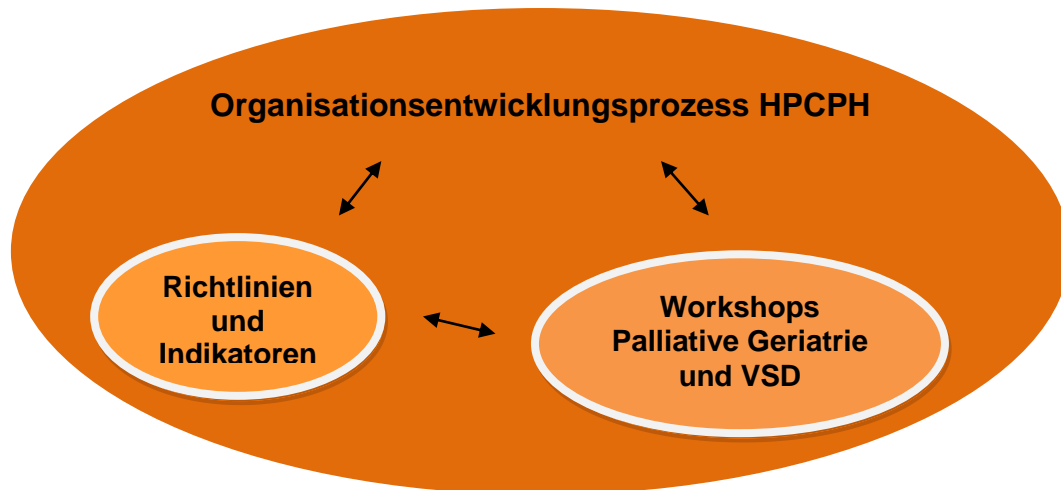 Organisationsentwicklungsprozess HPCPH
Richtlinien
und
Indikatoren
Workshops
Palliative Geriatrie
und VSD